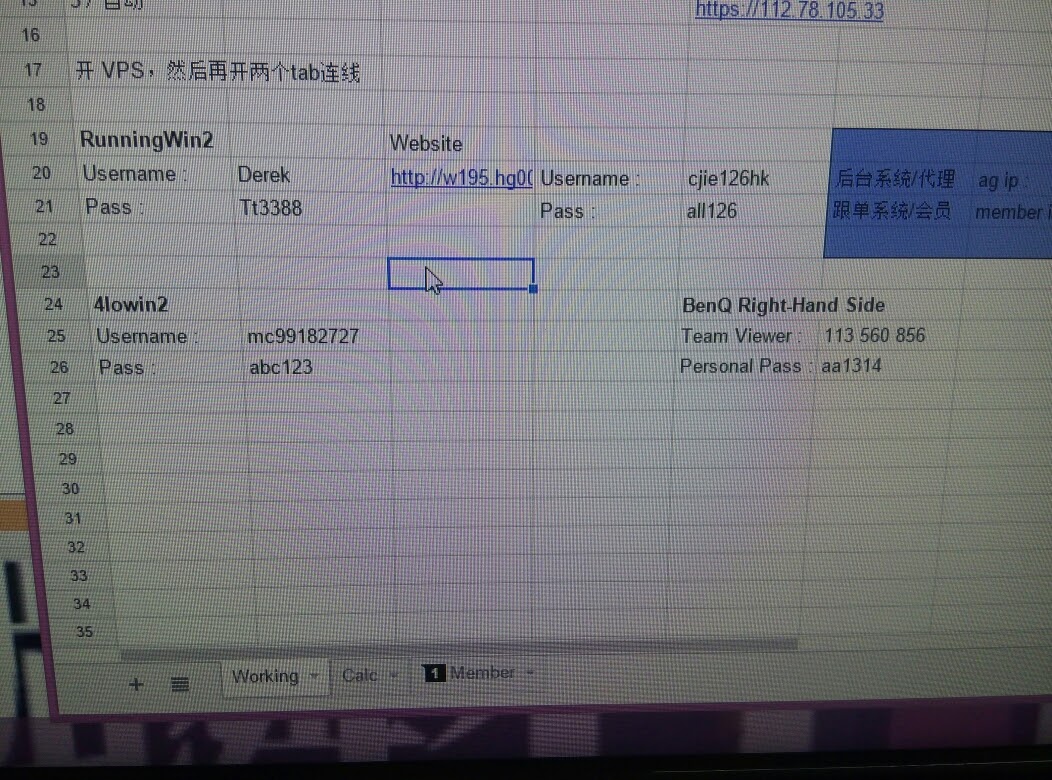 https://112.78.105.33
16
17 开 VPS，然后再开两个tab连线
18
19 RunningWin2 Website
20 Username : Derek http://w195.hg0 Username : cjie126hk 后台系统/代理 ag ip :
21 Pass : Tt3388 Pass : all126 跟单系统/会员 member
22
23
24 4lowin2 BenQ Right-Hand Side
25 Username : mc99182727 Team Viewer : 113 560 856
26 Pass : abc123 Personal Pass : aa1314
27
28
29
30
31
32
33
34
35
+ Working Calc 1 Member